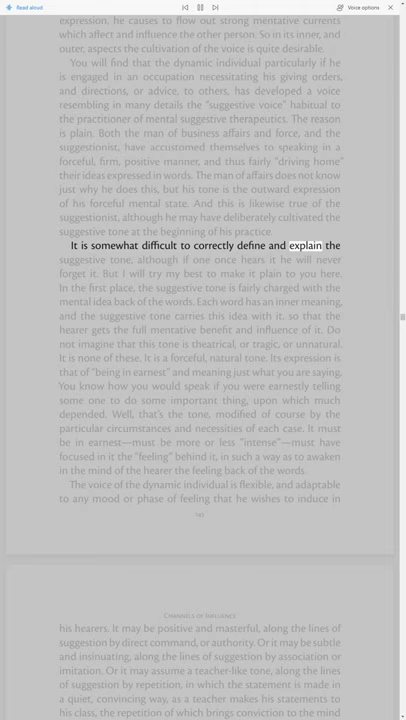 Read aloud
Voice options
expression, he causes to flow out strong mentative currents
which affect and influence the other person. So in its inner, and
outer, aspects the cultivation of the voice is quite desirable.
You will find that the dynamic individual particularly if he
is engaged in an occupation necessitating his giving orders,
and directions, or advice, to others, has developed a voice
resembling in many details the "suggestive voice" habitual to
the practitioner of mental suggestive therapeutics. The reason
is plain. Both the man of business affairs and force, and the
suggestionist, have accustomed themselves to speaking in a
forceful, firm, positive manner, and thus fairly "driving home"
their ideas expressed in words. The man of affairs does not know
just why he does this, but his tone is the outward expression
of his forceful mental state. And this is likewise true of the
suggestionist, although he may have deliberately cultivated the
suggestive tone at the beginning of his practice.
It is somewhat difficult to correctly define and explain the
suggestive tone, although if one once hears it he will never
forget it. But I will try my best to make it plain to you here.
In the first place, the suggestive tone is fairly charged with the
mental idea back of the words. Each word has an inner meaning,
and the suggestive tone carries this idea with it, so that the
hearer gets the full mentative benefit and influence of it. Do
not imagine that this tone is theatrical, or tragic, or unnatural.
It is none of these. It is a forceful, natural tone. Its expression is
that of "being in earnest" and meaning just what you are saying.
You know how you would speak if you were earnestly telling
some one to do some important thing, upon which much
depended. Well, that's the tone, modified of course by the
particular circumstances and necessities of each case. It must
be in earnest—must be more or less "intense"—must have
focused in it the "feeling" behind it, in such a way as to awaken
in the mind of the hearer the feeling back of the words.
The voice of the dynamic individual is flexible, and adaptable
to any mood or phase of feeling that he wishes to induce in
Channels of Influence
his hearers. It may be positive and masterful, along the lines of
suggestion by direct command, or authority. Or it may be subtle
and insinuating, along the lines of suggestion by association or
imitation. Or it may assume a teacher-like tone, along the lines
of suggestion by repetition, in which the statement is made in
a quiet, convincing way, as a teacher makes his statements to
his class, the repetition of which brings conviction to the mind